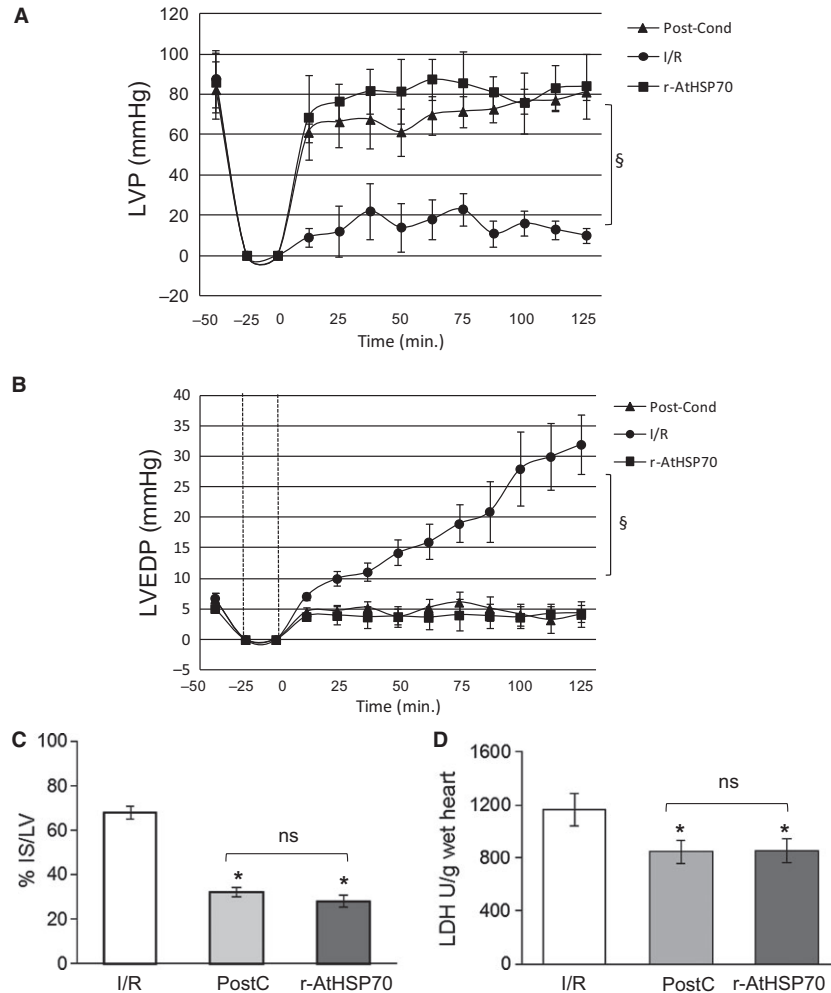 A
120
100
80
60
40
20
0
−20
LVP (mmHg)
−50 −25 0 25 50 75 100 125
Time (min.)
Post-Cond
I/R
r-AtHSP70
§
B
40
35
30
25
20
15
10
5
0
−5
LVEDP (mmHg)
−50 −25 0 25 50 75 100 125
Time (min.)
Post-Cond
I/R
r-AtHSP70
§
C
100
80
60
40
20
0
% IS/LV
ns
* *
I/R PostC r-AtHSP70
D
1600
1200
800
400
0
LDH U/g wet heart
ns
* *
I/R PostC r-AtHSP70